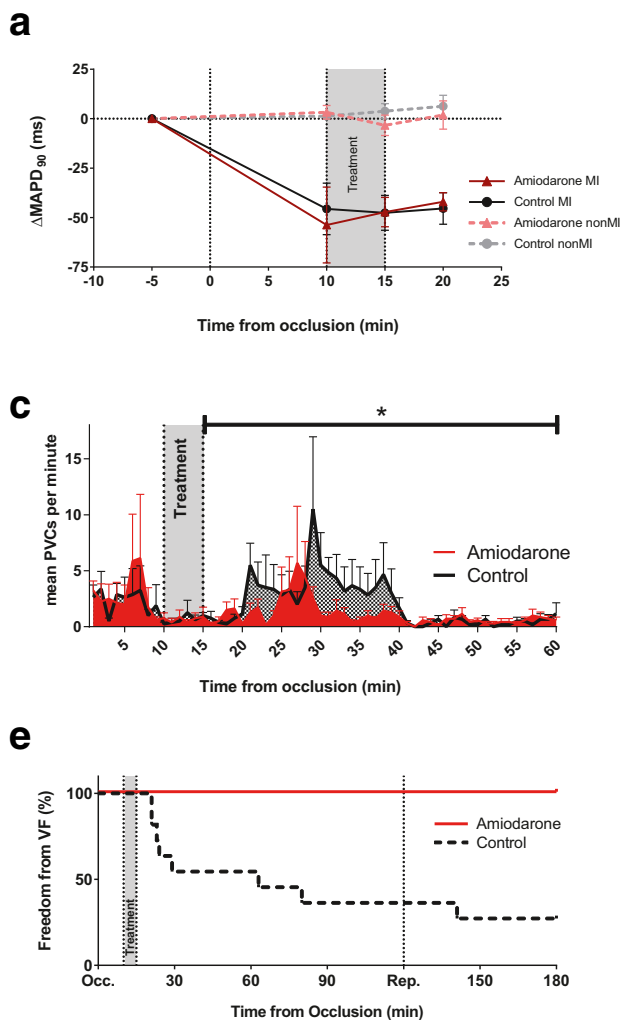 a
25
0
-25
-50
-75
-10
-5
0
5
10
15
20
25
ΔMAPD90 (ms)
Treatment
Amiodarone MI
Control MI
Amiodarone nonMI
Control nonMI
Time from occlusion (min)
c
*
15
10
5
0
mean PVCs per minute
Treatment
Amiodarone
Control
5
10
15
20
25
30
35
40
45
50
55
60
Time from occlusion (min)
e
100
50
0
Freedom from VF (%)
Treatment
Amiodarone
Control
Occ.
30
60
90
Rep.
150
180
Time from Occlusion (min)